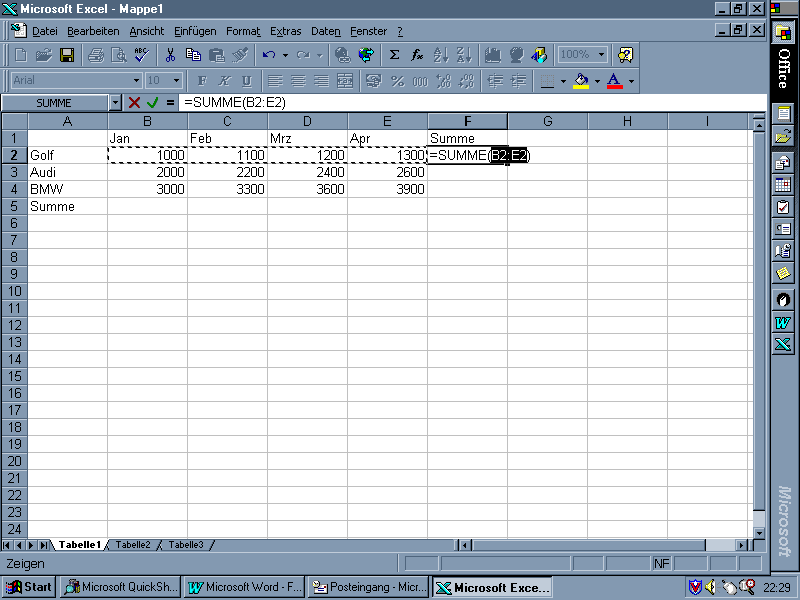 Microsoft Excel - Mappe1
Datei Bearbeiten Ansicht Einfügen Format Extras Daten Fenster ?
ABC Σ fx A Z Z A 100%
Arial 10 F K U % 000 A
SUMME =SUMME(B2:E2)
A B C D E F G H I
1 Jan Feb Mrz Apr Summe
2 Golf 1000 1100 1200 1300 =SUMME(B2:E2)
3 Audi 2000 2200 2400 2600
4 BMW 3000 3300 3600 3900
5 Summe
6
7
8
9
10
11
12
13
14
15
16
17
18
19
20
21
22
23
24
Tabelle1 Tabelle2 Tabelle3
Zeigen NF
Start Microsoft QuickSh... Microsoft Word - F... Posteingang - Micr... Microsoft Exce... 22:29
Office
Microsoft